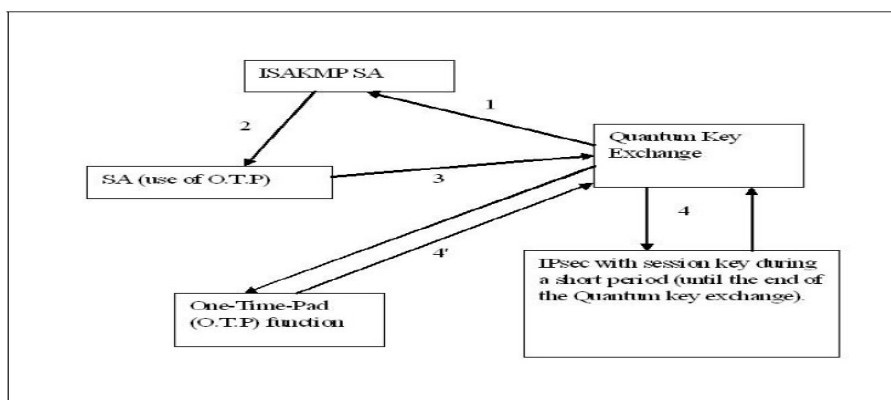 ISAKMP SA
1
2
Quantum Key
Exchange
SA (use of O.T.P)
3
4
4'
IPsec with session key during
a short period (until the end of
the Quantum key exchange).
One-Time-Pad
(O.T.P) function